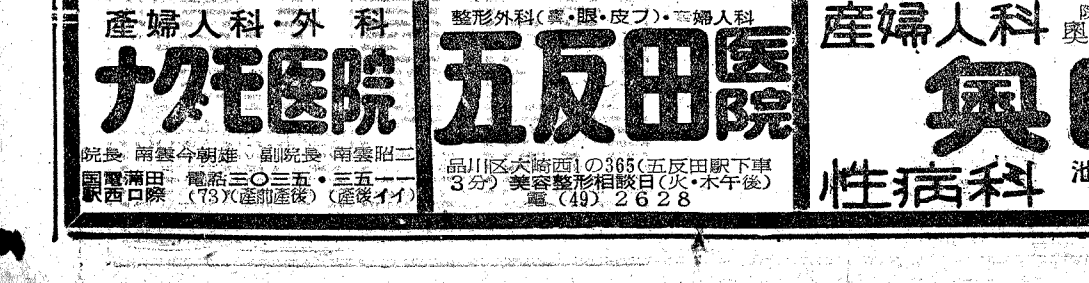 産婦人科・外科
ナグモ医院
院長 南雲今朝雄 副院長 南雲昭二
国電蒲田駅西口際 電話三〇三五・三五一一
(73)(産前産後)(産後イイ)
整形外科(・眼・皮フ)・婦人科
五反田医院
品川区大崎西1の365(五反田駅下車
3分)美容整形相談日(火・木午後)
電(49)2628
産婦人科
奥
性病科